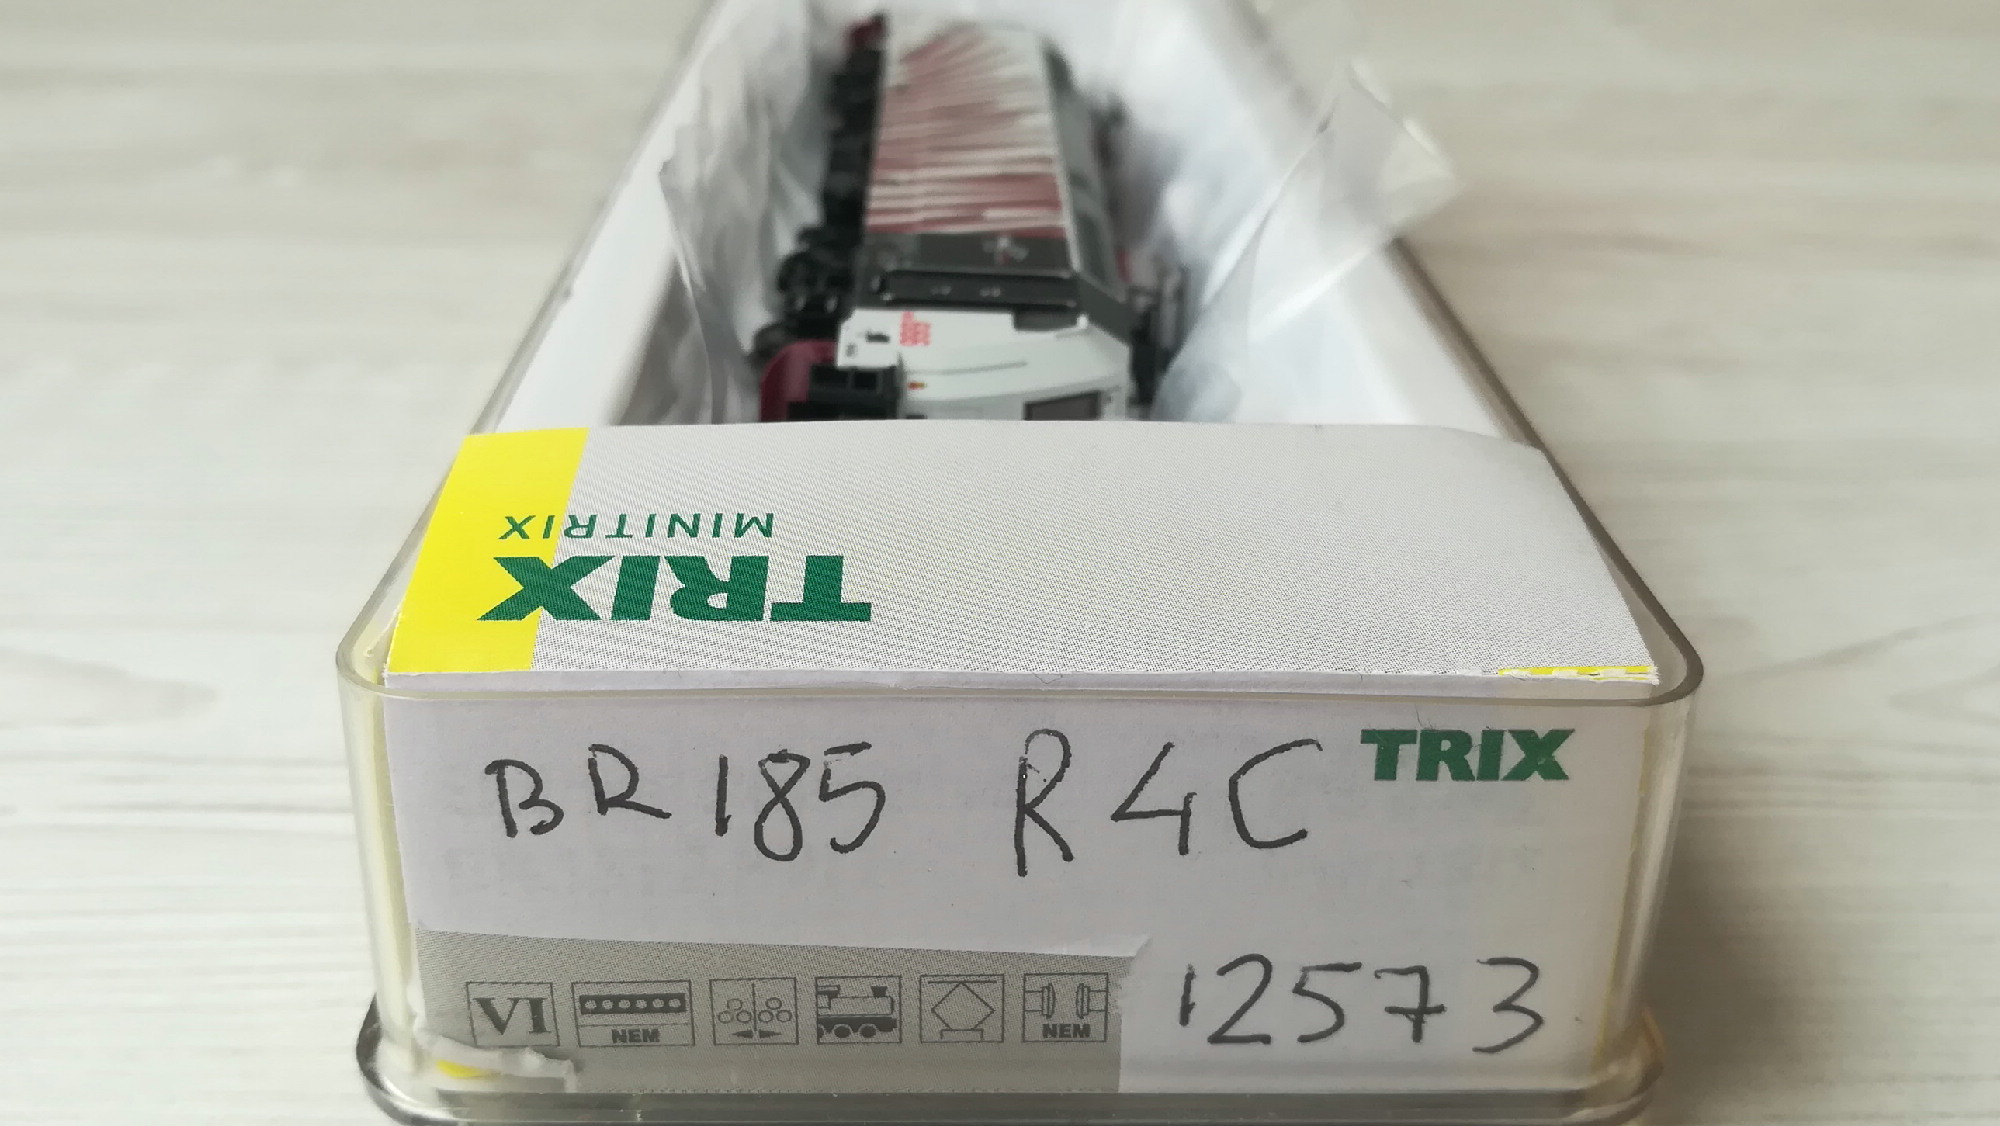 MINITRIX
TRIX
BR 185 R4C TRIX
VI NEM NEM
12573